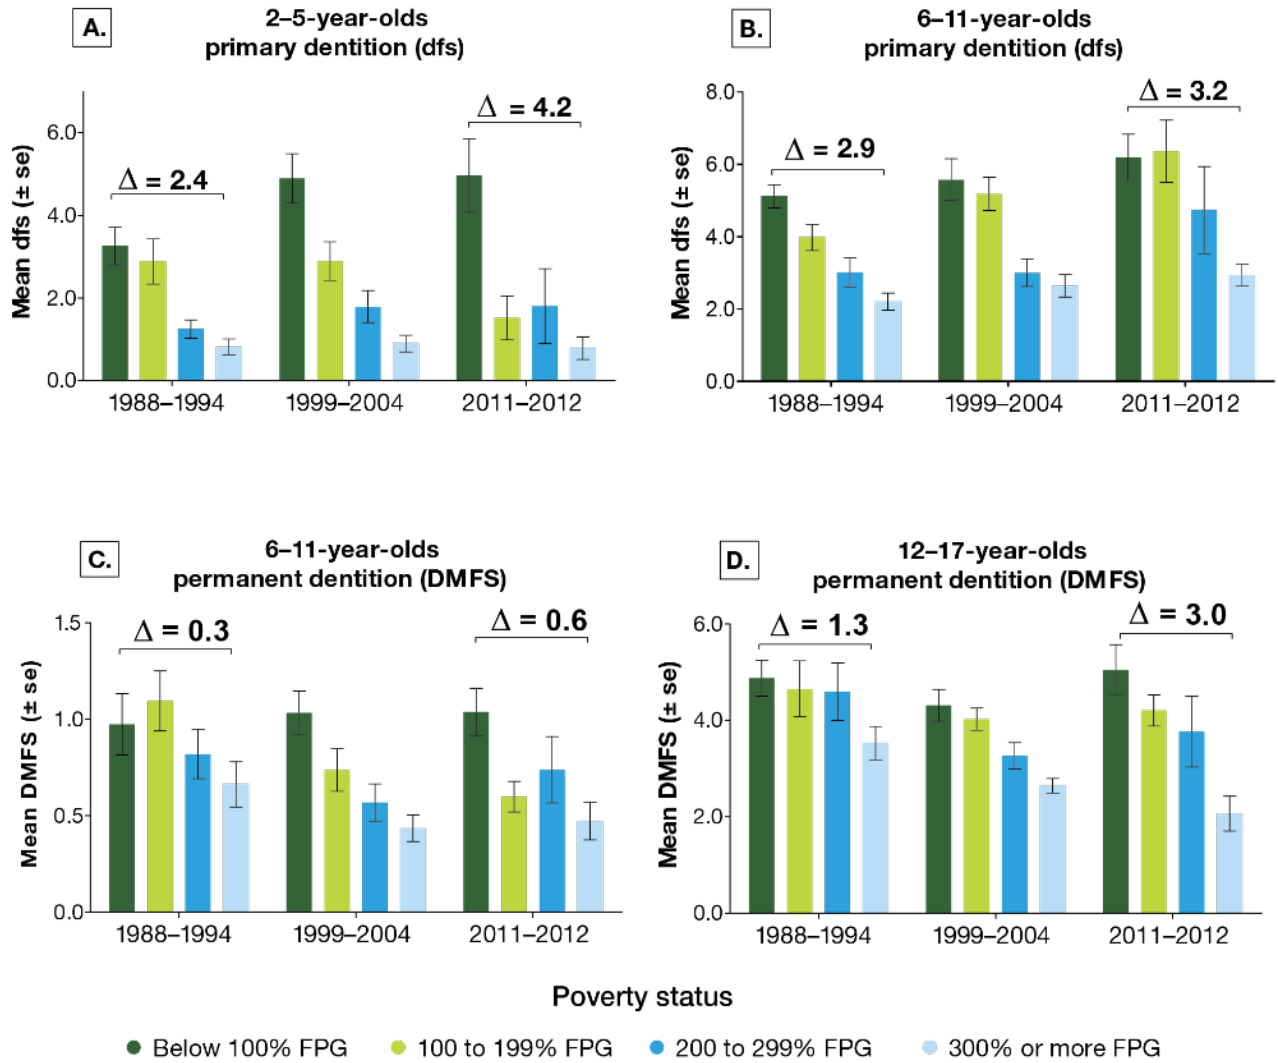 A.
2–5-year-olds
primary dentition (dfs)
Mean dfs (± se)
6.0
4.0
2.0
0.0
Δ = 2.4
Δ = 4.2
1988–1994
1999–2004
2011–2012
B.
6–11-year-olds
primary dentition (dfs)
Mean dfs (± se)
8.0
6.0
4.0
2.0
0.0
Δ = 2.9
Δ = 3.2
1988–1994
1999–2004
2011–2012
C.
6–11-year-olds
permanent dentition (DMFS)
Mean DMFS (± se)
1.5
1.0
0.5
0.0
Δ = 0.3
Δ = 0.6
1988–1994
1999–2004
2011–2012
D.
12–17-year-olds
permanent dentition (DMFS)
Mean DMFS (± se)
6.0
4.0
2.0
0.0
Δ = 1.3
Δ = 3.0
1988–1994
1999–2004
2011–2012
Poverty status
Below 100% FPG
100 to 199% FPG
200 to 299% FPG
300% or more FPG